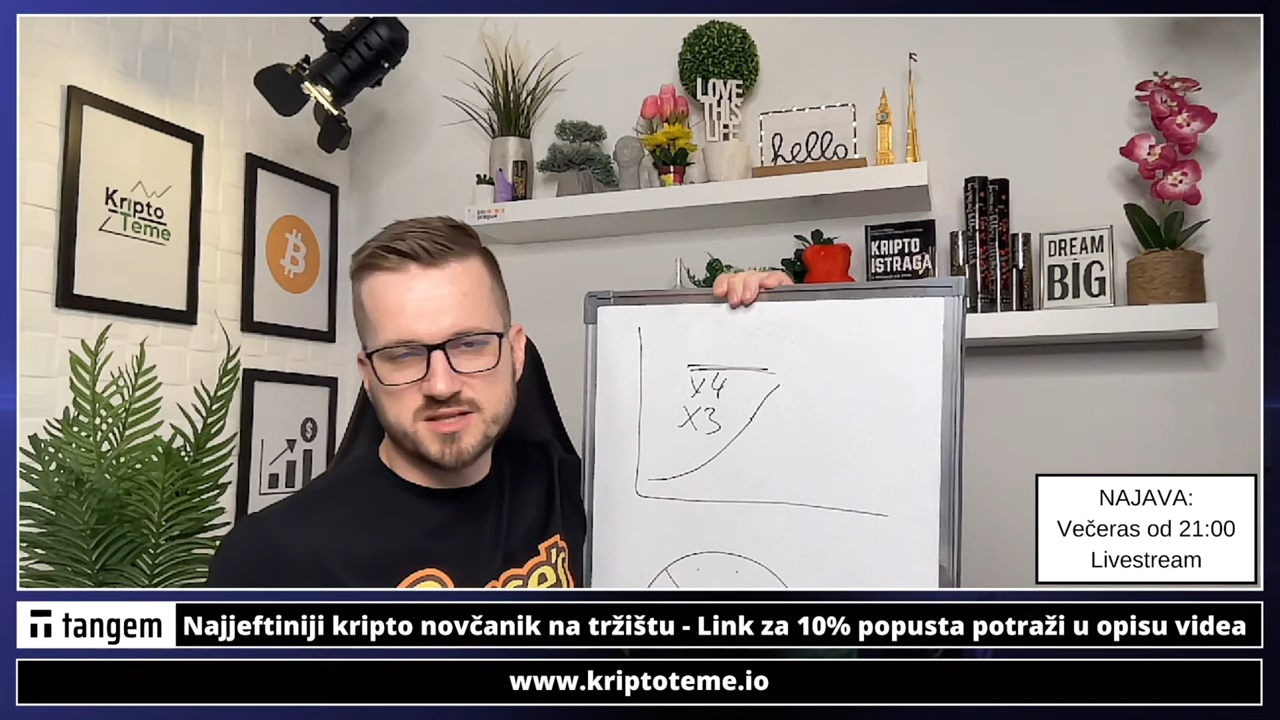 Kripto
Teme
LOVE
THIS
LIFE
hello
KRIPTO
ISTRAGA
DREAM
BIG
X4
X3
NAJAVA:
Večeras od 21:00
Livestream
tangem
Najjeftiniji kripto novčanik na tržištu - Link za 10% popusta potraži u opisu videa
www.kriptoteme.io